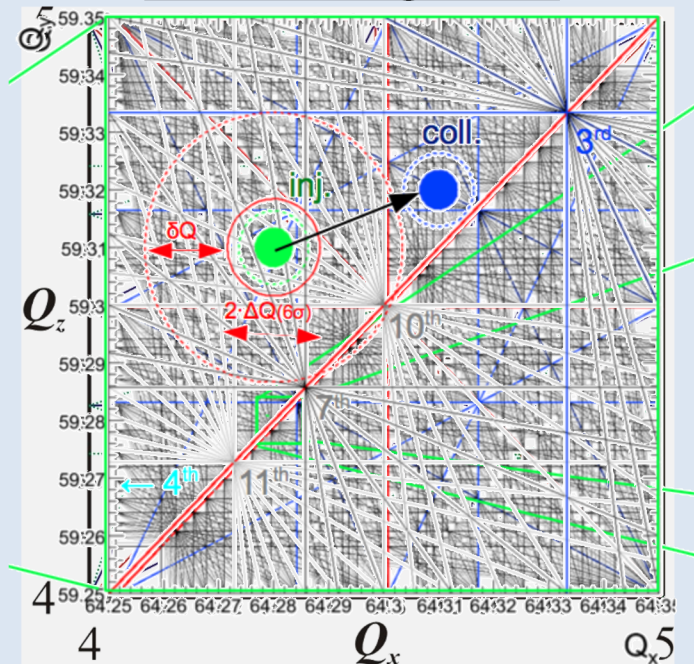 5
59.35
59.34
59.33
59.32
59.31
59.3
59.29
59.28
59.27
59.26
59.25
4
Qz
coll.
3rd
inj.
δQ
2·ΔQ(6σ)
10th
7th
← 4th
11th
64.25 64.26 64.27 64.28 64.29 64.3 64.31 64.32 64.33 64.34 64.35
4 Qx Qx5